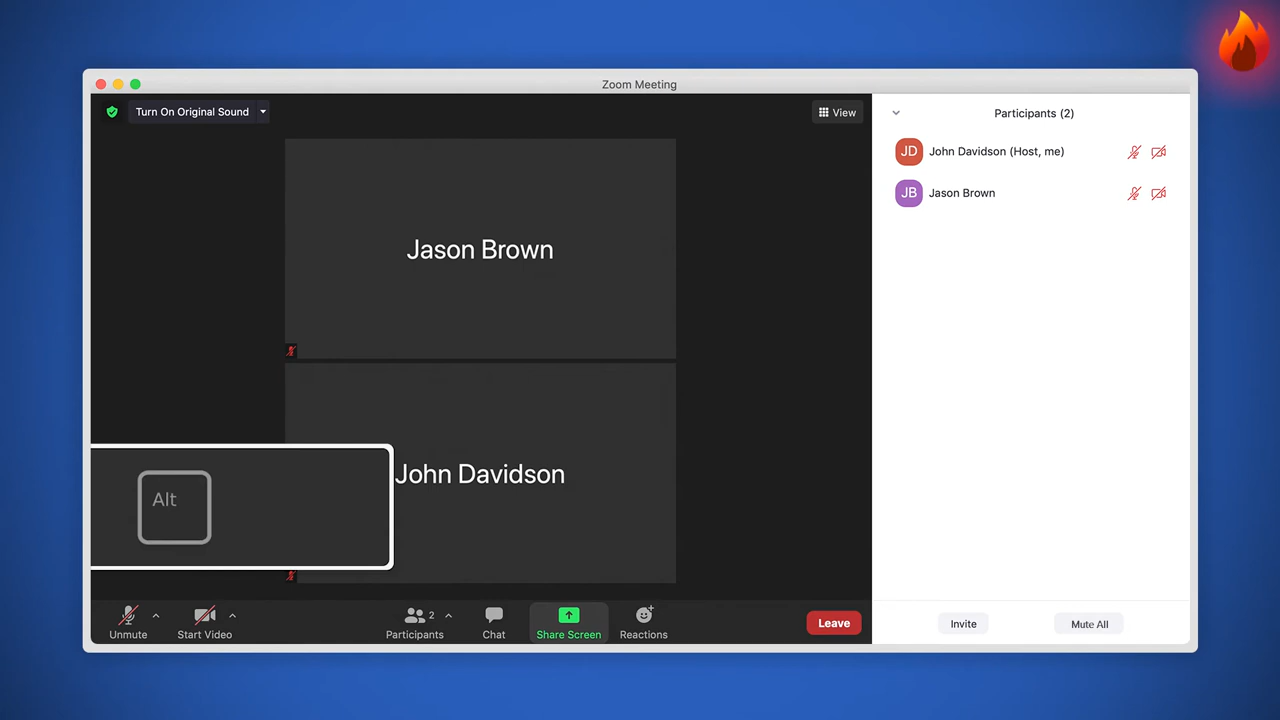 Zoom Meeting
Turn On Original Sound
View
Participants (2)
JD John Davidson (Host, me)
JB Jason Brown
Jason Brown
John Davidson
Alt
Unmute
Start Video
2
Participants
Chat
Share Screen
Reactions
Leave
Invite
Mute All